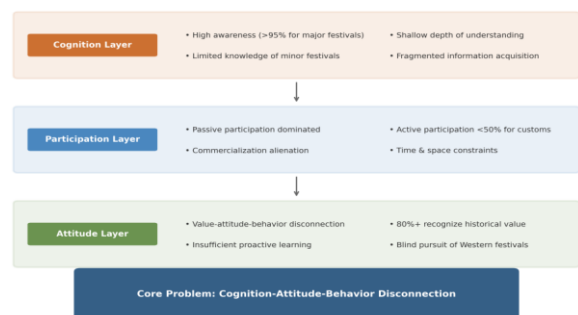 Cognition Layer
• High awareness (>95% for major festivals)
• Shallow depth of understanding
• Limited knowledge of minor festivals
• Fragmented information acquisition
Participation Layer
• Passive participation dominated
• Active participation <50% for customs
• Commercialization alienation
• Time & space constraints
Attitude Layer
• Value-attitude-behavior disconnection
• 80%+ recognize historical value
• Insufficient proactive learning
• Blind pursuit of Western festivals
Core Problem: Cognition-Attitude-Behavior Disconnection